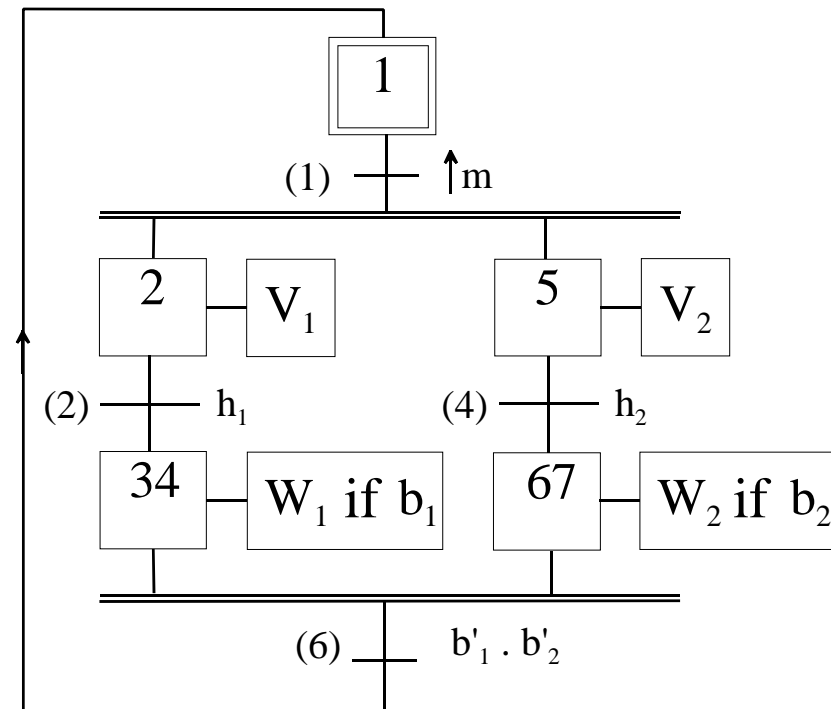 1
(1) ↑m
2 V₁ 5 V₂
(2) h₁ (4) h₂
34 W₁ if b₁ 67 W₂ if b₂
(6) b'₁ . b'₂